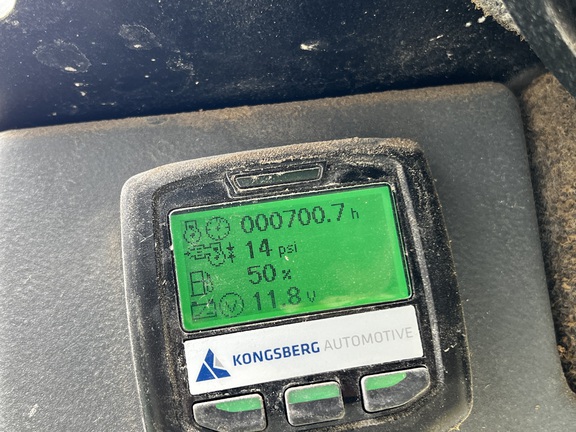 000700.7 h
14 psi
50 %
11.8 V
KONGSBERG AUTOMOTIVE